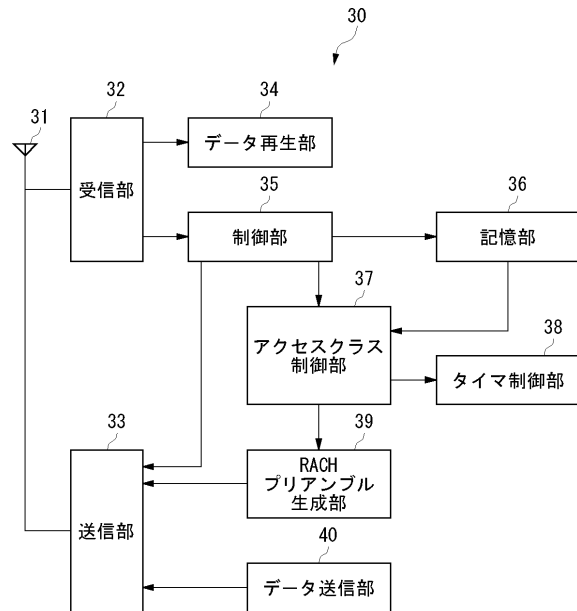 30
31
32
受信部
34
データ再生部
35
制御部
36
記憶部
37
アクセスクラス
制御部
38
タイマ制御部
33
送信部
39
RACH
プリアンブル
生成部
40
データ送信部